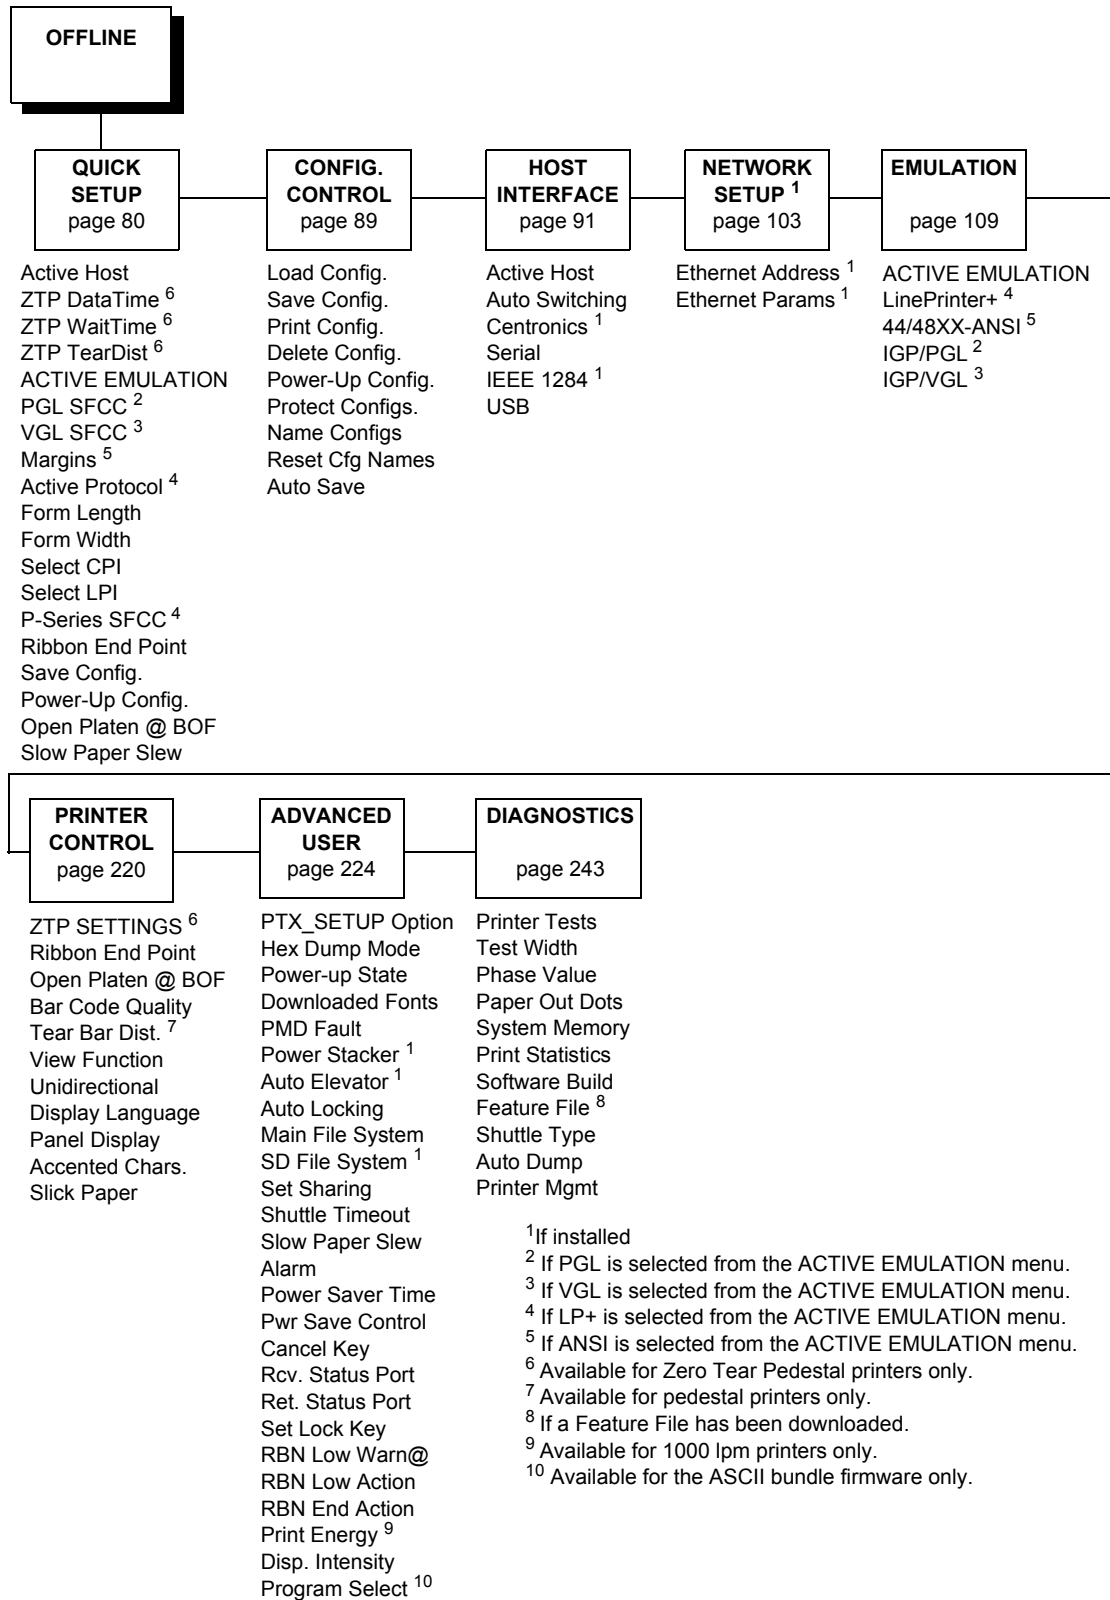 OFFLINE
QUICK
SETUP
page 80
Active Host
ZTP DataTime 6
ZTP WaitTime 6
ZTP TearDist 6
ACTIVE EMULATION
PGL SFCC 2
VGL SFCC 3
Margins 5
Active Protocol 4
Form Length
Form Width
Select CPI
Select LPI
P-Series SFCC 4
Ribbon End Point
Save Config.
Power-Up Config.
Open Platen @ BOF
Slow Paper Slew
CONFIG.
CONTROL
page 89
Load Config.
Save Config.
Print Config.
Delete Config.
Power-Up Config.
Protect Configs.
Name Configs
Reset Cfg Names
Auto Save
HOST
INTERFACE
page 91
Active Host
Auto Switching
Centronics 1
Serial
IEEE 1284 1
USB
NETWORK
SETUP 1
page 103
Ethernet Address 1
Ethernet Params 1
EMULATION
page 109
ACTIVE EMULATION
LinePrinter+ 4
44/48XX-ANSI 5
IGP/PGL 2
IGP/VGL 3
PRINTER
CONTROL
page 220
ZTP SETTINGS 6
Ribbon End Point
Open Platen @ BOF
Bar Code Quality
Tear Bar Dist. 7
View Function
Unidirectional
Display Language
Panel Display
Accented Chars.
Slick Paper
ADVANCED
USER
page 224
PTX_SETUP Option
Hex Dump Mode
Power-up State
Downloaded Fonts
PMD Fault
Power Stacker 1
Auto Elevator 1
Auto Locking
Main File System
SD File System 1
Set Sharing
Shuttle Timeout
Slow Paper Slew
Alarm
Power Saver Time
Pwr Save Control
Cancel Key
Rcv. Status Port
Ret. Status Port
Set Lock Key
RBN Low Warn@
RBN Low Action
RBN End Action
Print Energy 9
Disp. Intensity
Program Select 10
DIAGNOSTICS
page 243
Printer Tests
Test Width
Phase Value
Paper Out Dots
System Memory
Print Statistics
Software Build
Feature File 8
Shuttle Type
Auto Dump
Printer Mgmt
1If installed
2 If PGL is selected from the ACTIVE EMULATION menu.
3 If VGL is selected from the ACTIVE EMULATION menu.
4 If LP+ is selected from the ACTIVE EMULATION menu.
5 If ANSI is selected from the ACTIVE EMULATION menu.
6 Available for Zero Tear Pedestal printers only.
7 Available for pedestal printers only.
8 If a Feature File has been downloaded.
9 Available for 1000 lpm printers only.
10 Available for the ASCII bundle firmware only.